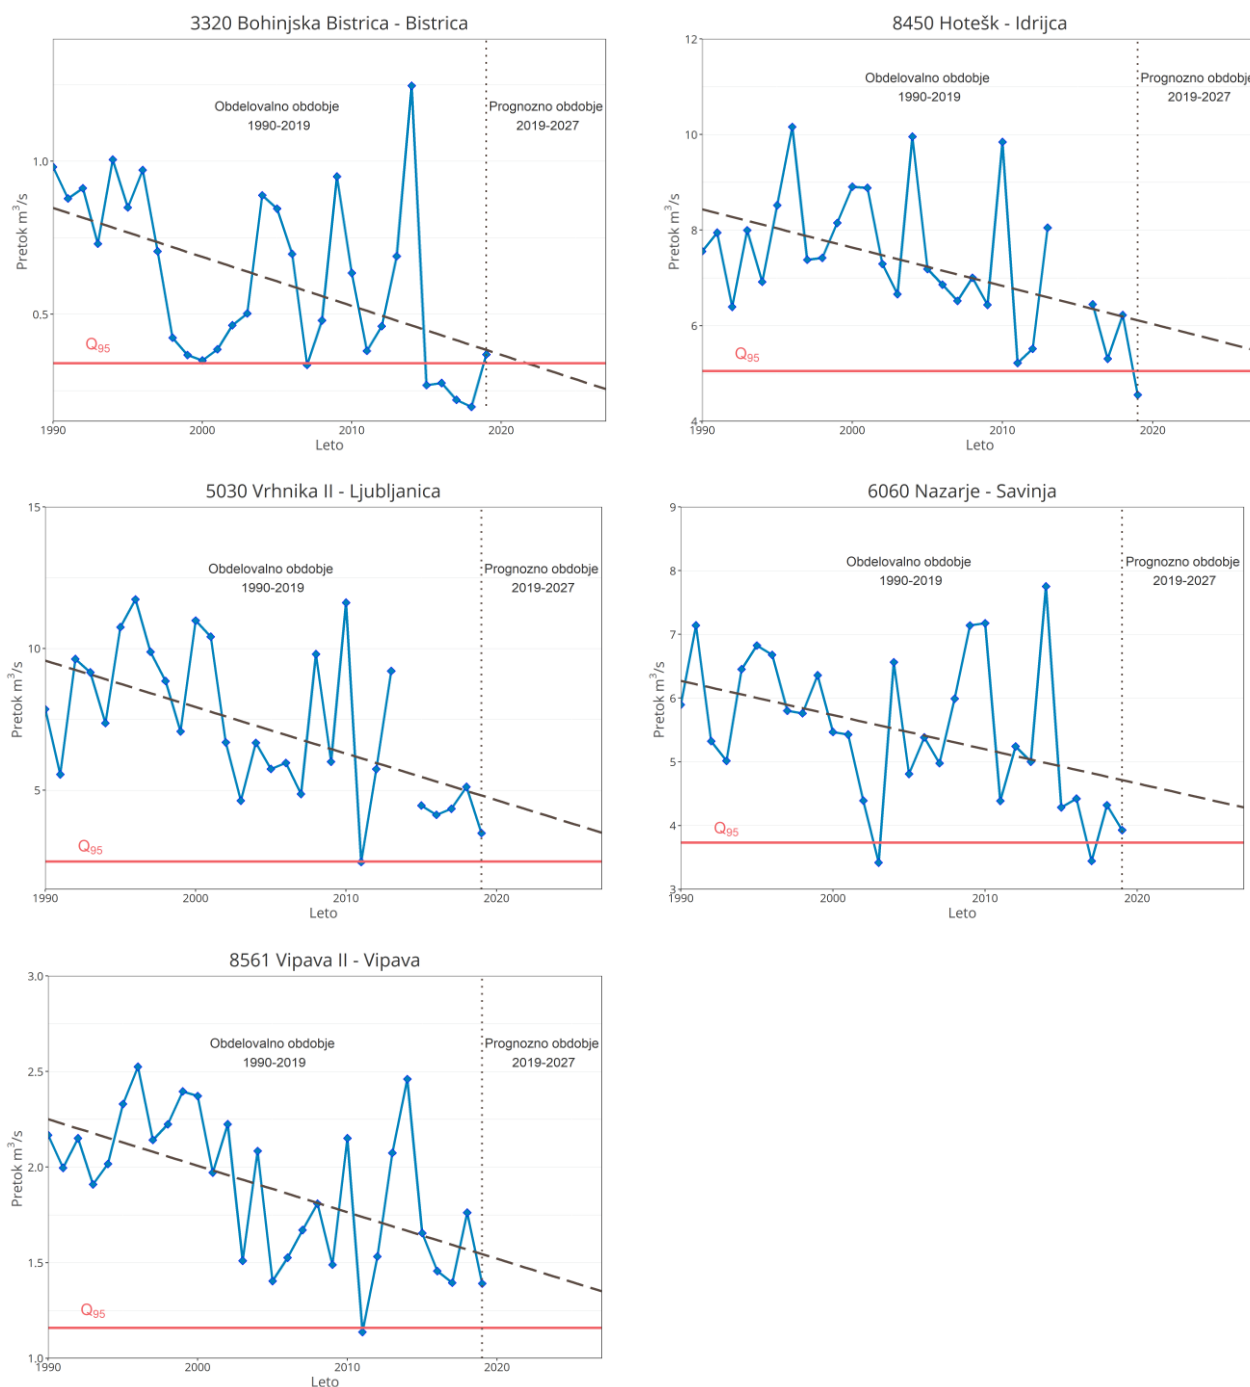 3320 Bohinjska Bistrica - Bistrica
Pretok m³/s
1.0
0.5
Obdelovalno obdobje
1990-2019
Prognozno obdobje
2019-2027
Q₉₅
1990
2000
2010
2020
Leto
8450 Hotešk - Idrijca
Pretok m³/s
12
10
8
6
4
Obdelovalno obdobje
1990-2019
Prognozno obdobje
2019-2027
Q₉₅
1990
2000
2010
2020
Leto
5030 Vrhnika II - Ljubljanica
Pretok m³/s
15
10
5
Obdelovalno obdobje
1990-2019
Prognozno obdobje
2019-2027
Q₉₅
1990
2000
2010
2020
Leto
6060 Nazarje - Savinja
Pretok m³/s
9
8
7
6
5
4
3
Obdelovalno obdobje
1990-2019
Prognozno obdobje
2019-2027
Q₉₅
1990
2000
2010
2020
Leto
8561 Vipava II - Vipava
Pretok m³/s
3.0
2.5
2.0
1.5
1.0
Obdelovalno obdobje
1990-2019
Prognozno obdobje
2019-2027
Q₉₅
1990
2000
2010
2020
Leto